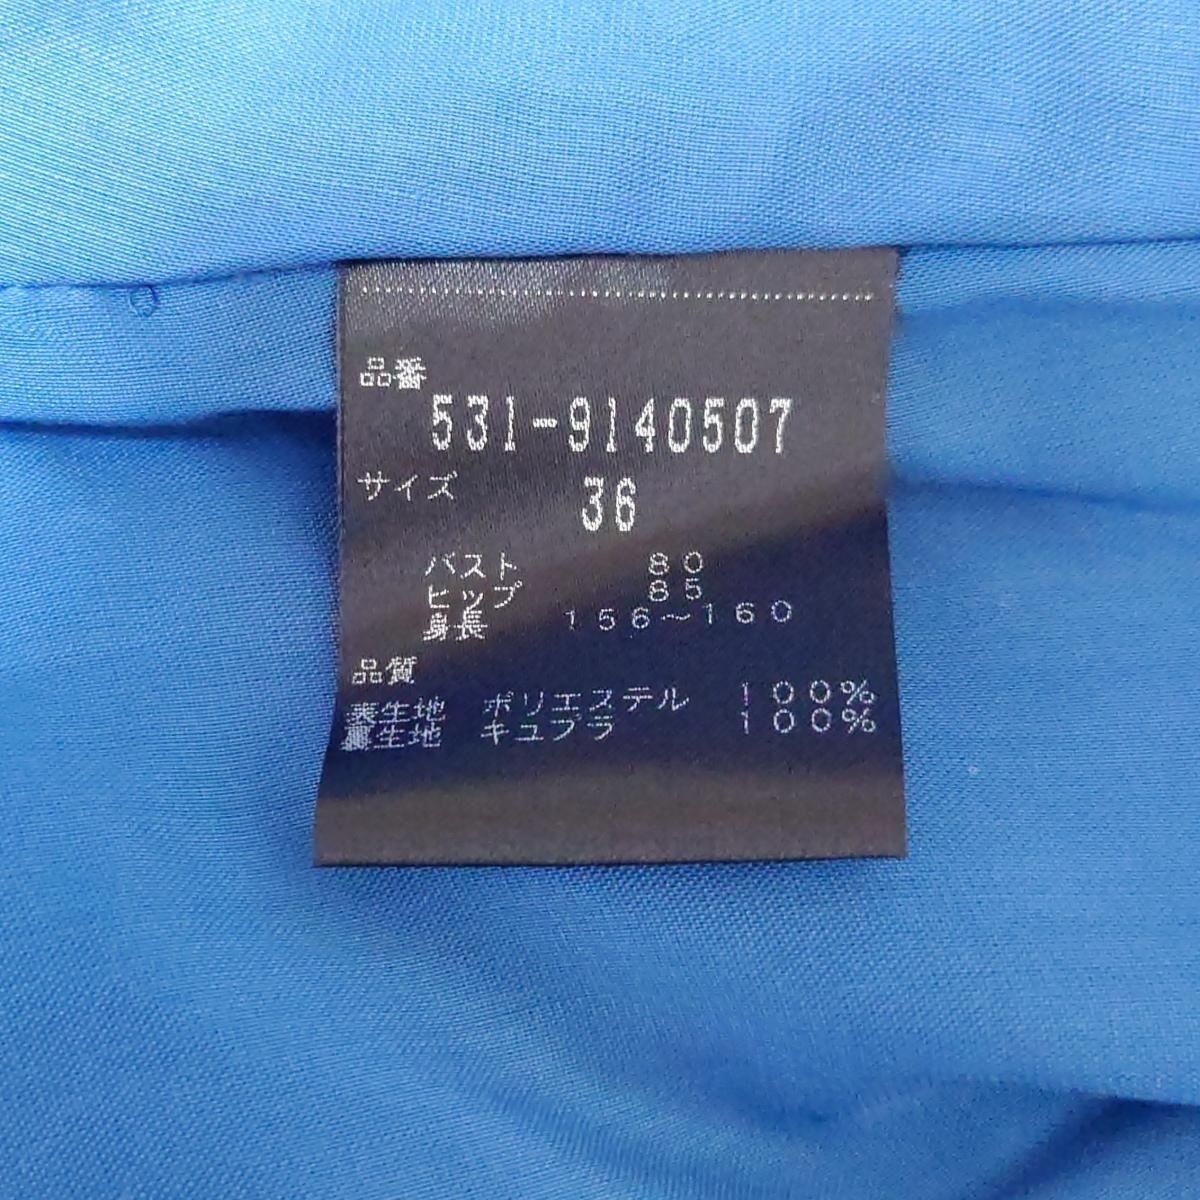 品番
531-9140507
サイズ 36
バスト 80
ヒップ 85
身長 156～160
品質
表生地 ポリエステル 100%
裏生地 キュプラ 100%